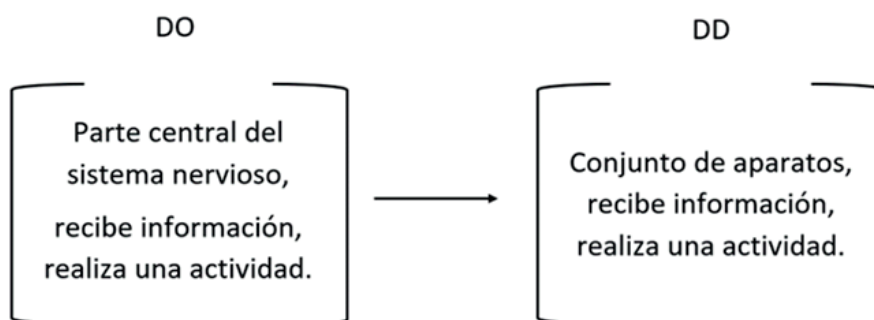 DO
Parte central del
sistema nervioso,
recibe información,
realiza una actividad.
DD
Conjunto de aparatos,
recibe información,
realiza una actividad.